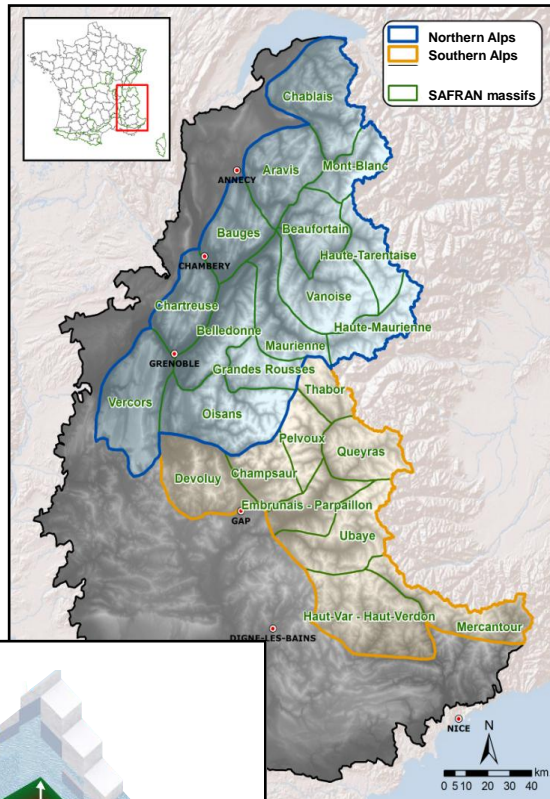 Northern Alps
Southern Alps
SAFRAN massifs
Chablais
Aravis
Mont-Blanc
ANNECY
Bauges
Beaufortain
CHAMBERY
Haute-Tarentaise
Vanoise
Chartreuse
Belledonne
Haute-Maurienne
Maurienne
GRENOBLE
Grandes Rousses
Thabor
Vercors
Oisans
Pelvoux
Queyras
Devoluy
Champsaur
Embrunais - Parpaillon
GAP
Ubaye
Haut-Var - Haut-Verdon
Mercantour
DIGNE-LES-BAINS
NICE
N
km
0 5 10 20 30 40